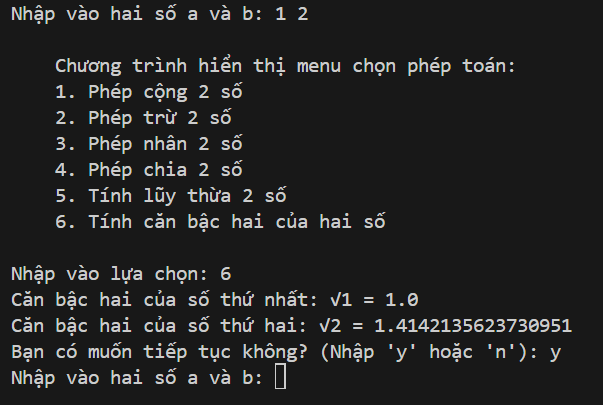 Nhập vào hai số a và b: 1 2
Chương trình hiển thị menu chọn phép toán:
1. Phép cộng 2 số
2. Phép trừ 2 số
3. Phép nhân 2 số
4. Phép chia 2 số
5. Tính lũy thừa 2 số
6. Tính căn bậc hai của hai số
Nhập vào lựa chọn: 6
Căn bậc hai của số thứ nhất: √1 = 1.0
Căn bậc hai của số thứ hai: √2 = 1.4142135623730951
Bạn có muốn tiếp tục không? (Nhập 'y' hoặc 'n'): y
Nhập vào hai số a và b: